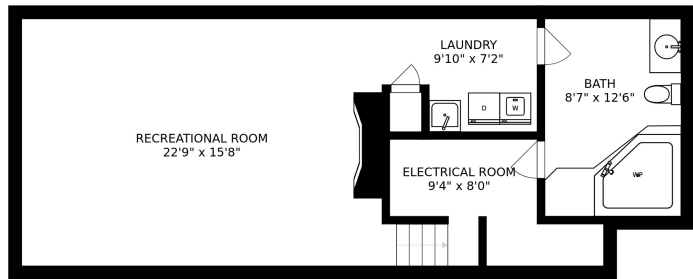 LAUNDRY
9'10" x 7'2"
BATH
8'7" x 12'6"
D
W
RECREATIONAL ROOM
22'9" x 15'8"
ELECTRICAL ROOM
9'4" x 8'0"
WP